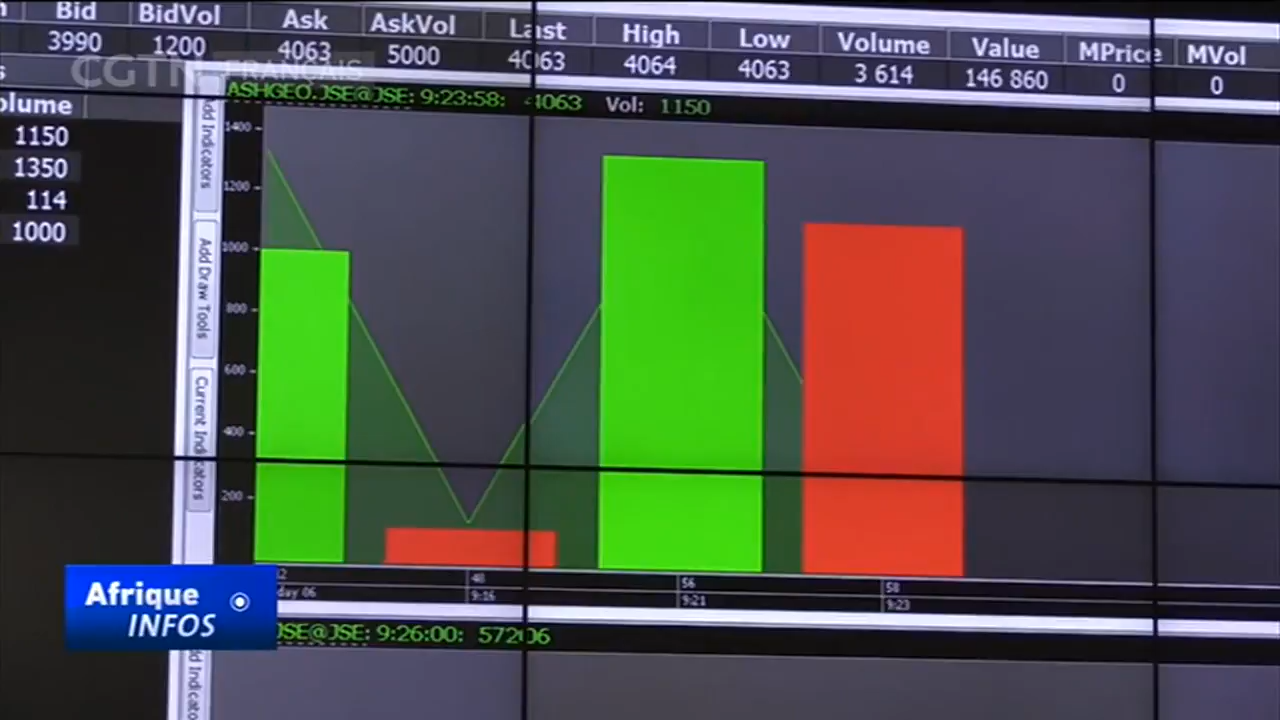 Bid BidVol Ask AskVol Last High Low Volume Value MPrice MVol
3990 1200 4063 5000 4063 4064 4063 3 614 146 860 0 0
CGTN FRANÇAIS
ASHGEO.JSE@JSE: 9:23:58: 4063 Vol: 1150
olume
1150
1350
114
1000
Add Indicators
Add Draw Tools
Current Indicators
1400
1200
1000
800
600
400
200
48 56 58
day 06 9:16 9:21 9:23
Afrique
INFOS
JSE@JSE: 9:26:00: 57206